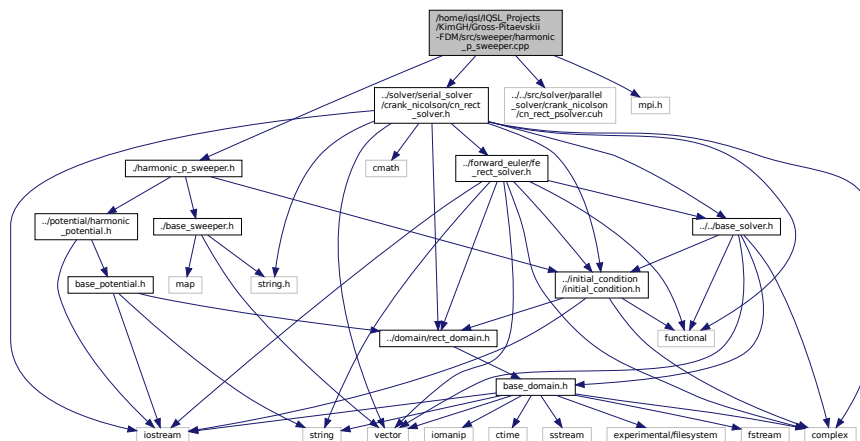 /home/iqsl/IQSL_Projects
/KimGH/Gross-Pitaevskii
-FDM/src/sweeper/harmonic
_p_sweeper.cpp
../solver/serial_solver
/crank_nicolson/cn_rect
_solver.h
../../src/solver/parallel
_solver/crank_nicolson
/cn_rect_psolver.cuh
mpi.h
./harmonic_p_sweeper.h
cmath
../forward_euler/fe
_rect_solver.h
../potential/harmonic
_potential.h
./base_sweeper.h
../../base_solver.h
base_potential.h
map
string.h
../initial_condition
/initial_condition.h
../domain/rect_domain.h
functional
base_domain.h
iostream
string
vector
iomanip
ctime
sstream
experimental/filesystem
fstream
complex